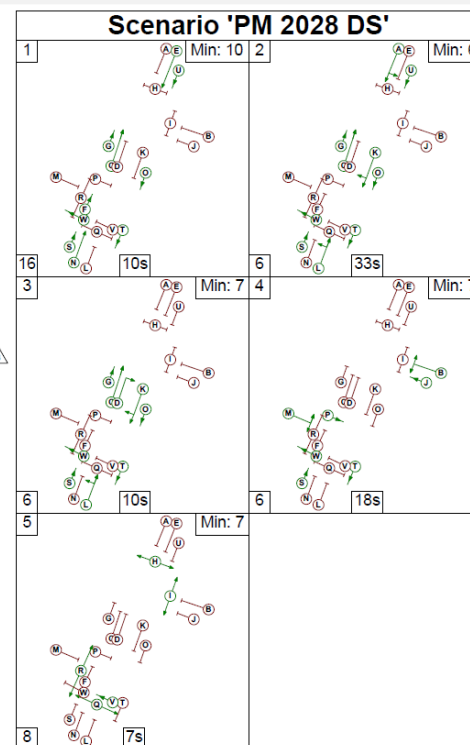 Scenario 'PM 2028 DS'
1 Min: 10 2 Min:
A E A E
U U
H H
I I
B B
G J G J
K K
D D
O O
M P M P
R R
F F
W W
Q V T Q V T
S S
N L N L
16 10s 6 33s
3 Min: 7 4 Min:
A E A E
U U
H H
I I
B B
G J G J
K K
D D
O O
M P M P
R R
F F
W W
Q V T Q V T
S S
N L N L
6 10s 6 18s
5 Min: 7
A E
U
H
I
B
G J
K
D
O
M P
R
F
W
Q V T
S
N L
8 7s